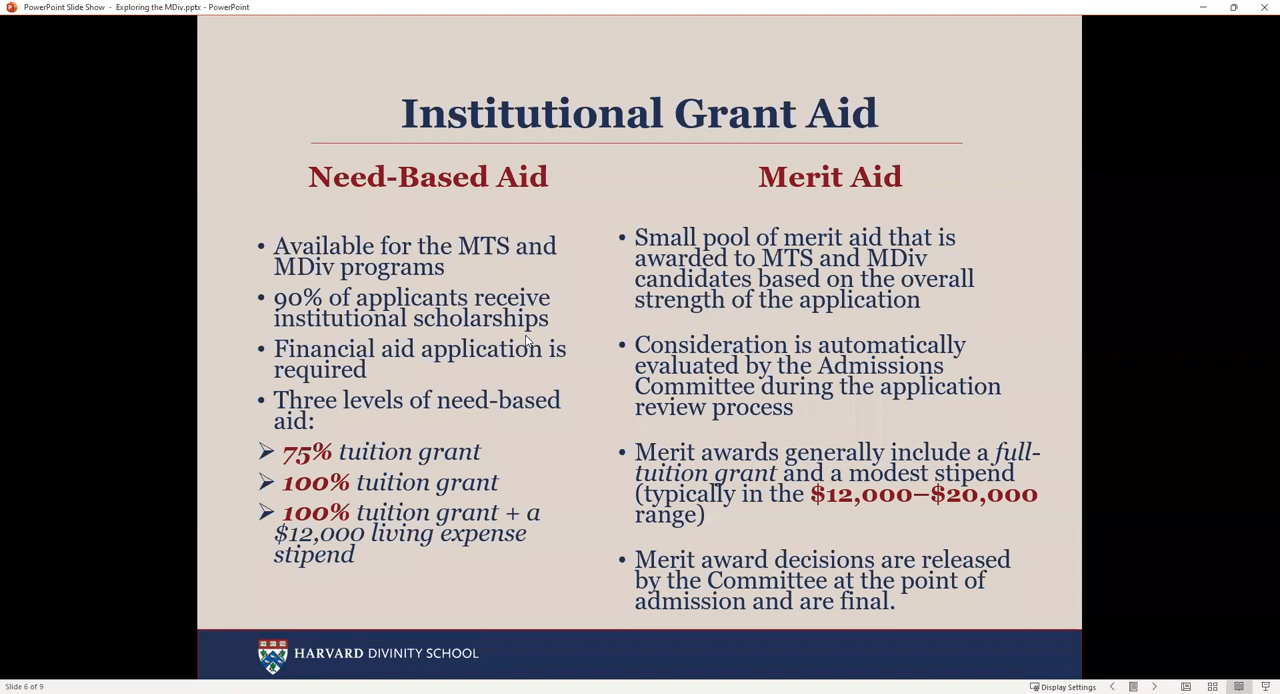 PowerPoint Slide Show - Exploring the MDiv.pptx - PowerPoint
Institutional Grant Aid
Need-Based Aid
• Available for the MTS and
MDiv programs
• 90% of applicants receive
institutional scholarships
• Financial aid application is
required
• Three levels of need-based
aid:
➢ 75% tuition grant
➢ 100% tuition grant
➢ 100% tuition grant + a
$12,000 living expense
stipend
Merit Aid
• Small pool of merit aid that is
awarded to MTS and MDiv
candidates based on the overall
strength of the application
• Consideration is automatically
evaluated by the Admissions
Committee during the application
review process
• Merit awards generally include a full-
tuition grant and a modest stipend
(typically in the $12,000–$20,000
range)
• Merit award decisions are released
by the Committee at the point of
admission and are final.
HARVARD DIVINITY SCHOOL
Slide 6 of 9
Display Settings